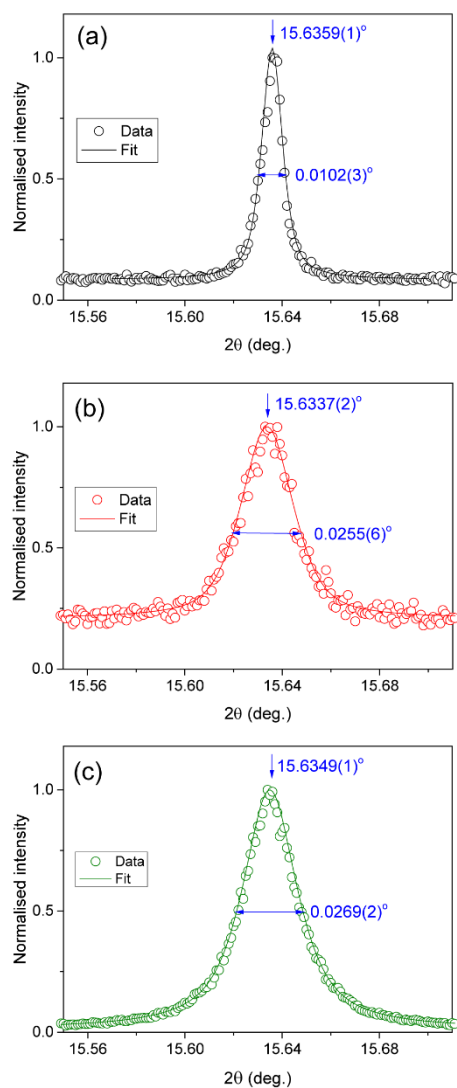 (a)
15.6359(1)°
1.0
Normalised intensity
Data
Fit
0.5
0.0102(3)°
0.0
15.56 15.60 15.64 15.68
2θ (deg.)
(b)
15.6337(2)°
1.0
Normalised intensity
Data
Fit
0.5
0.0255(6)°
0.0
15.56 15.60 15.64 15.68
2θ (deg.)
(c)
15.6349(1)°
1.0
Normalised intensity
Data
Fit
0.5
0.0269(2)°
0.0
15.56 15.60 15.64 15.68
2θ (deg.)